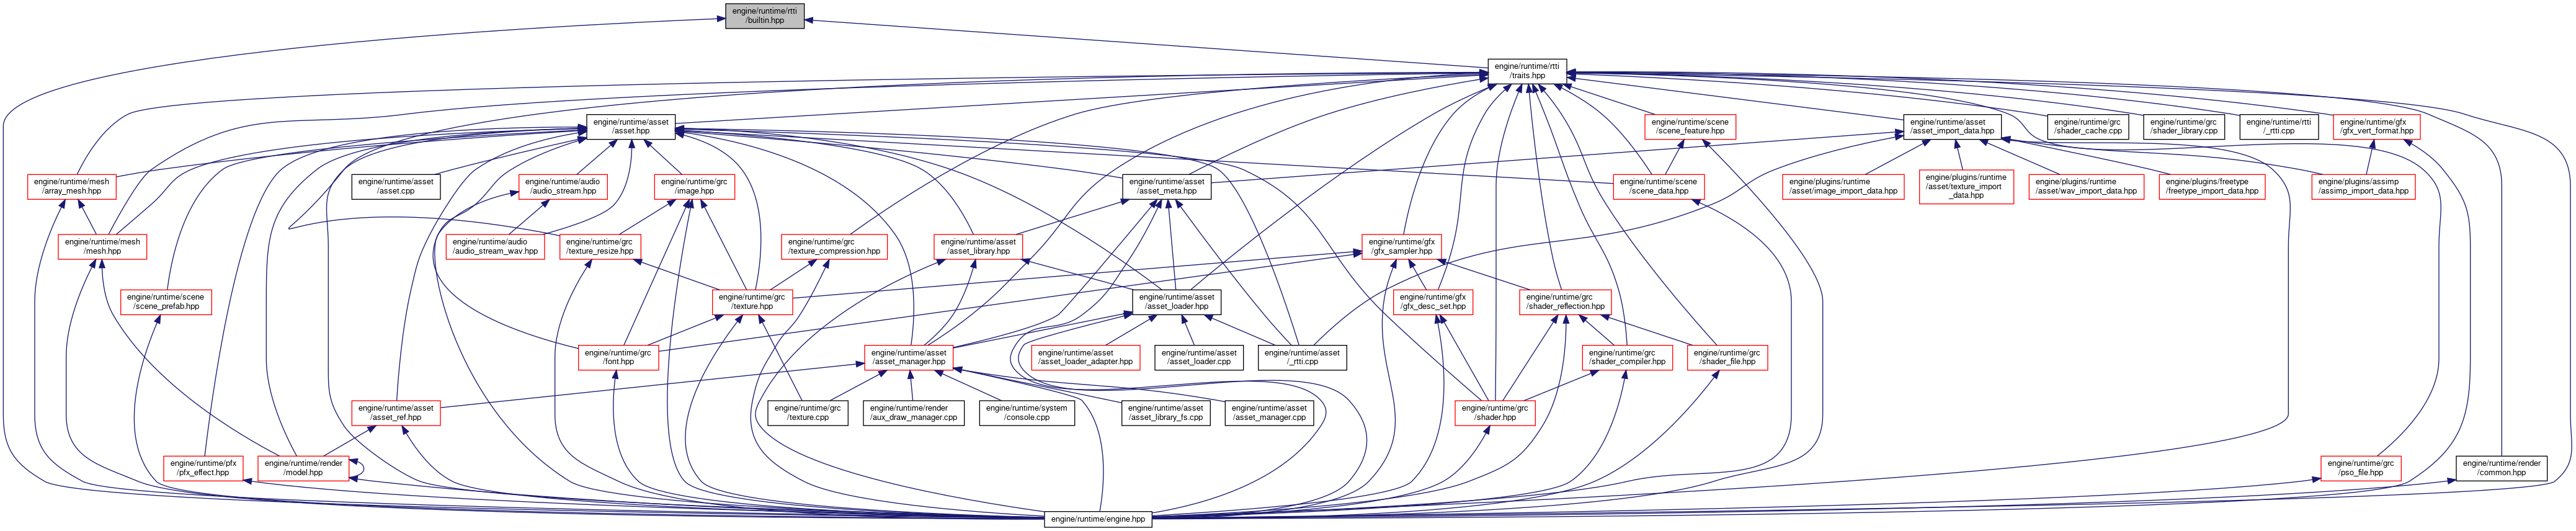 engine/runtime/rtti
/builtin.hpp
engine/runtime/rtti
/traits.hpp
engine/runtime/asset
/asset.hpp
engine/runtime/scene
/scene_feature.hpp
engine/runtime/asset
/asset_import_data.hpp
engine/runtime/grc
/shader_cache.cpp
engine/runtime/grc
/shader_library.cpp
engine/runtime/rtti
/_rtti.cpp
engine/runtime/gfx
/gfx_vert_format.hpp
engine/runtime/mesh
/array_mesh.hpp
engine/runtime/asset
/asset.cpp
engine/runtime/audio
/audio_stream.hpp
engine/runtime/grc
/image.hpp
engine/runtime/asset
/asset_meta.hpp
engine/runtime/scene
/scene_data.hpp
engine/plugins/runtime
/asset/image_import_data.hpp
engine/plugins/runtime
/asset/texture_import
_data.hpp
engine/plugins/runtime
/asset/wav_import_data.hpp
engine/plugins/freetype
/freetype_import_data.hpp
engine/plugins/assimp
/assimp_import_data.hpp
engine/runtime/mesh
/mesh.hpp
engine/runtime/audio
/audio_stream_wav.hpp
engine/runtime/grc
/texture_resize.hpp
engine/runtime/grc
/texture_compression.hpp
engine/runtime/asset
/asset_library.hpp
engine/runtime/gfx
/gfx_sampler.hpp
engine/runtime/scene
/scene_prefab.hpp
engine/runtime/grc
/texture.hpp
engine/runtime/asset
/asset_loader.hpp
engine/runtime/gfx
/gfx_desc_set.hpp
engine/runtime/grc
/shader_reflection.hpp
engine/runtime/grc
/font.hpp
engine/runtime/asset
/asset_manager.hpp
engine/runtime/asset
/asset_loader_adapter.hpp
engine/runtime/asset
/asset_loader.cpp
engine/runtime/asset
/_rtti.cpp
engine/runtime/grc
/shader_compiler.hpp
engine/runtime/grc
/shader_file.hpp
engine/runtime/asset
/asset_ref.hpp
engine/runtime/grc
/texture.cpp
engine/runtime/render
/aux_draw_manager.cpp
engine/runtime/system
/console.cpp
engine/runtime/asset
/asset_library_fs.cpp
engine/runtime/asset
/asset_manager.cpp
engine/runtime/grc
/shader.hpp
engine/runtime/pfx
/pfx_effect.hpp
engine/runtime/render
/model.hpp
engine/runtime/grc
/pso_file.hpp
engine/runtime/render
/common.hpp
engine/runtime/engine.hpp